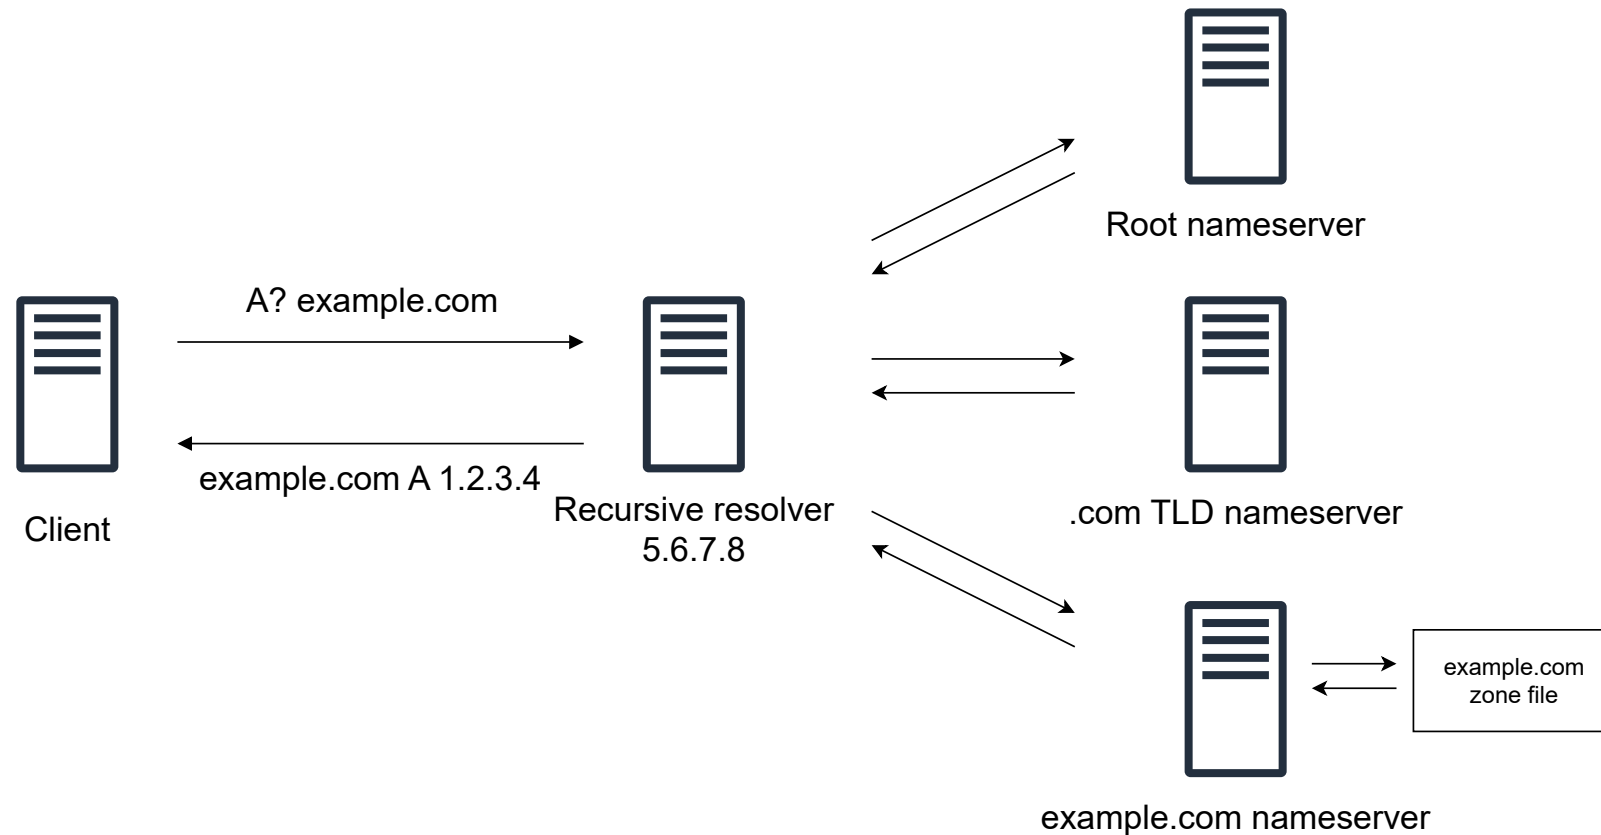 Root nameserver
A? example.com
example.com A 1.2.3.4
Client
Recursive resolver
5.6.7.8
.com TLD nameserver
example.com
zone file
example.com nameserver